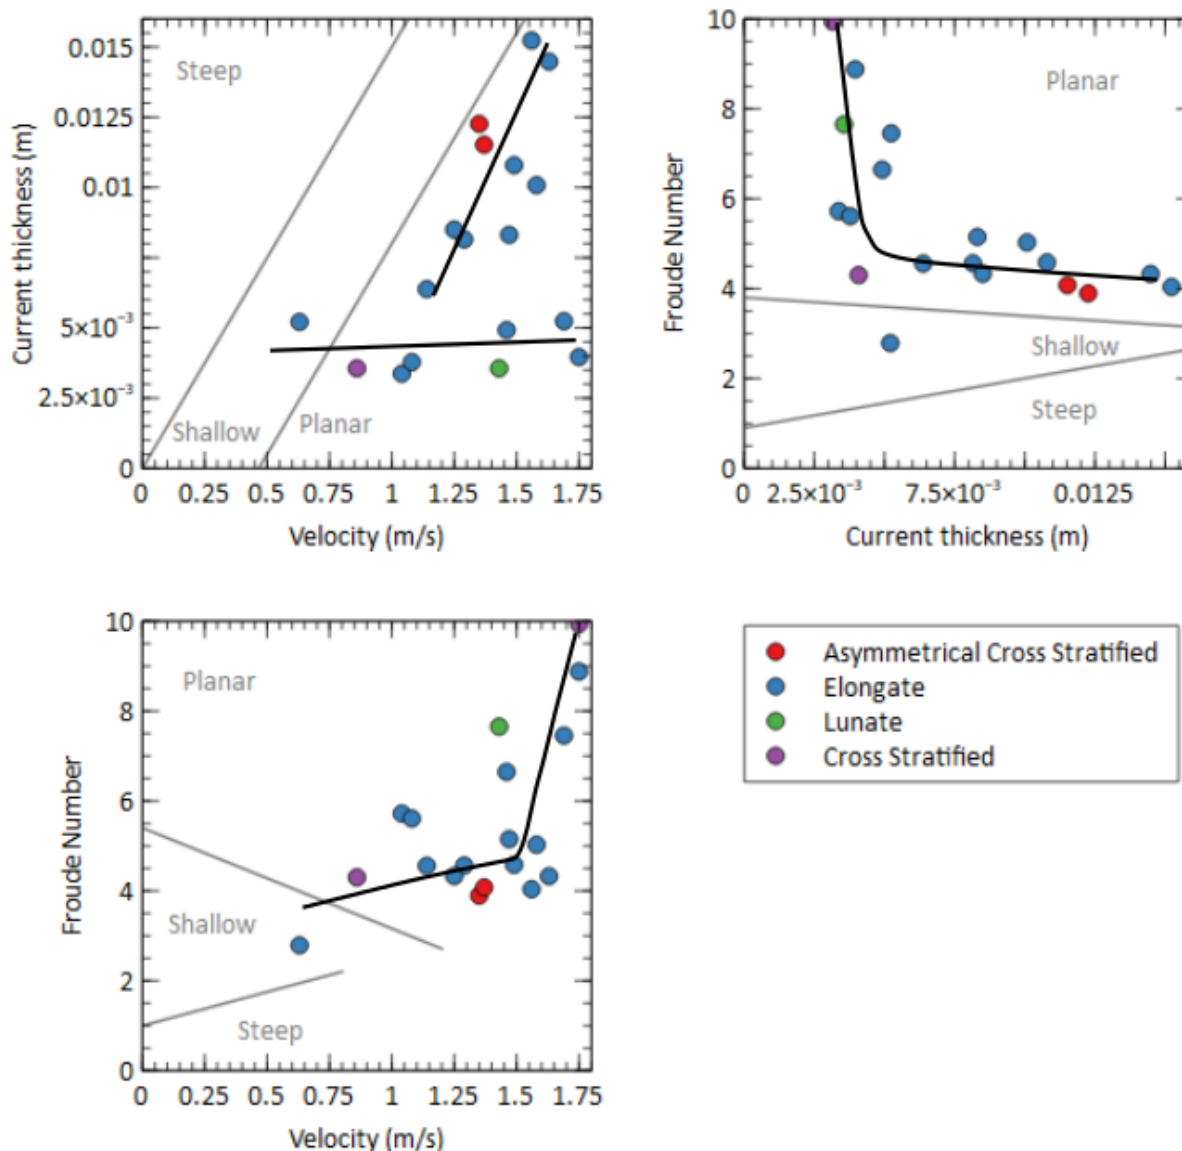 Current thickness (m)
0.015
0.0125
0.01
5×10⁻³
2.5×10⁻³
0
Steep
Shallow
Planar
0 0.25 0.5 0.75 1 1.25 1.5 1.75
Velocity (m/s)
Froude Number
10
8
6
4
2
0
Planar
Shallow
Steep
0 2.5×10⁻³ 7.5×10⁻³ 0.0125
Current thickness (m)
Froude Number
10
8
6
4
2
0
Planar
Shallow
Steep
0 0.25 0.5 0.75 1 1.25 1.5 1.75
Velocity (m/s)
Asymmetrical Cross Stratified
Elongate
Lunate
Cross Stratified